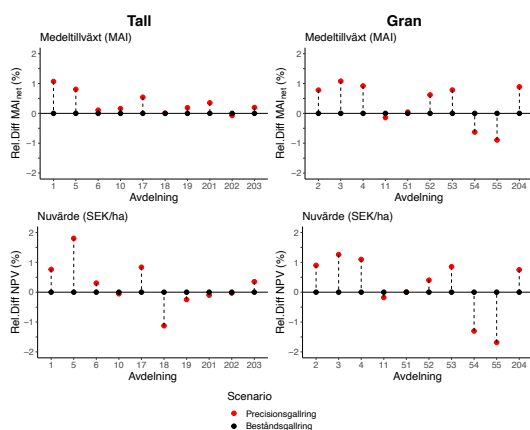 Tall
Gran
Medeltillväxt (MAI)
Medeltillväxt (MAI)
Rel.Diff MAInet (%)
2
1
0
−1
−2
1 5 6 10 17 18 19 201 202 203
Avdelning
Rel.Diff MAInet (%)
2
1
0
−1
−2
2 3 4 11 51 52 53 54 55 204
Avdelning
Nuvärde (SEK/ha)
Nuvärde (SEK/ha)
Rel.Diff NPV (%)
2
1
0
−1
−2
1 5 6 10 17 18 19 201 202 203
Avdelning
Rel.Diff NPV (%)
2
1
0
−1
−2
2 3 4 11 51 52 53 54 55 204
Avdelning
Scenario
Precisionsgallring
Beståndsgallring